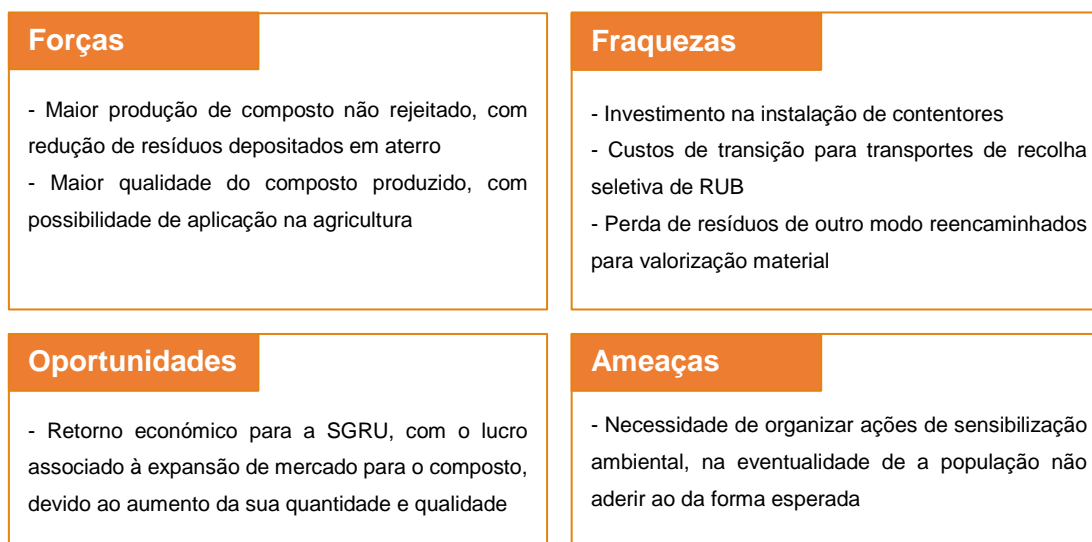 Forças
- Maior produção de composto não rejeitado, com
redução de resíduos depositados em aterro
- Maior qualidade do composto produzido, com
possibilidade de aplicação na agricultura
Fraquezas
- Investimento na instalação de contentores
- Custos de transição para transportes de recolha
seletiva de RUB
- Perda de resíduos de outro modo reencaminhados
para valorização material
Oportunidades
- Retorno económico para a SGRU, com o lucro
associado à expansão de mercado para o composto,
devido ao aumento da sua quantidade e qualidade
Ameaças
- Necessidade de organizar ações de sensibilização
ambiental, na eventualidade de a população não
aderir ao da forma esperada